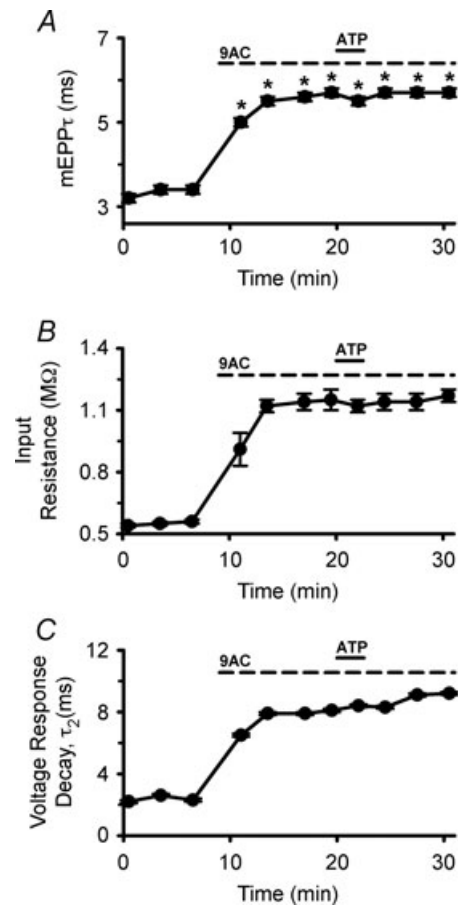 A
7
5
3
mEPPτ (ms)
9AC
ATP
* * * * * * * *
0 10 20 30
Time (min)
B
1.4
1.1
0.8
0.5
Input
Resistance (MΩ)
9AC
ATP
0 10 20 30
Time (min)
C
12
8
4
0
Voltage Response
Decay, τ2(ms)
9AC
ATP
0 10 20 30
Time (min)